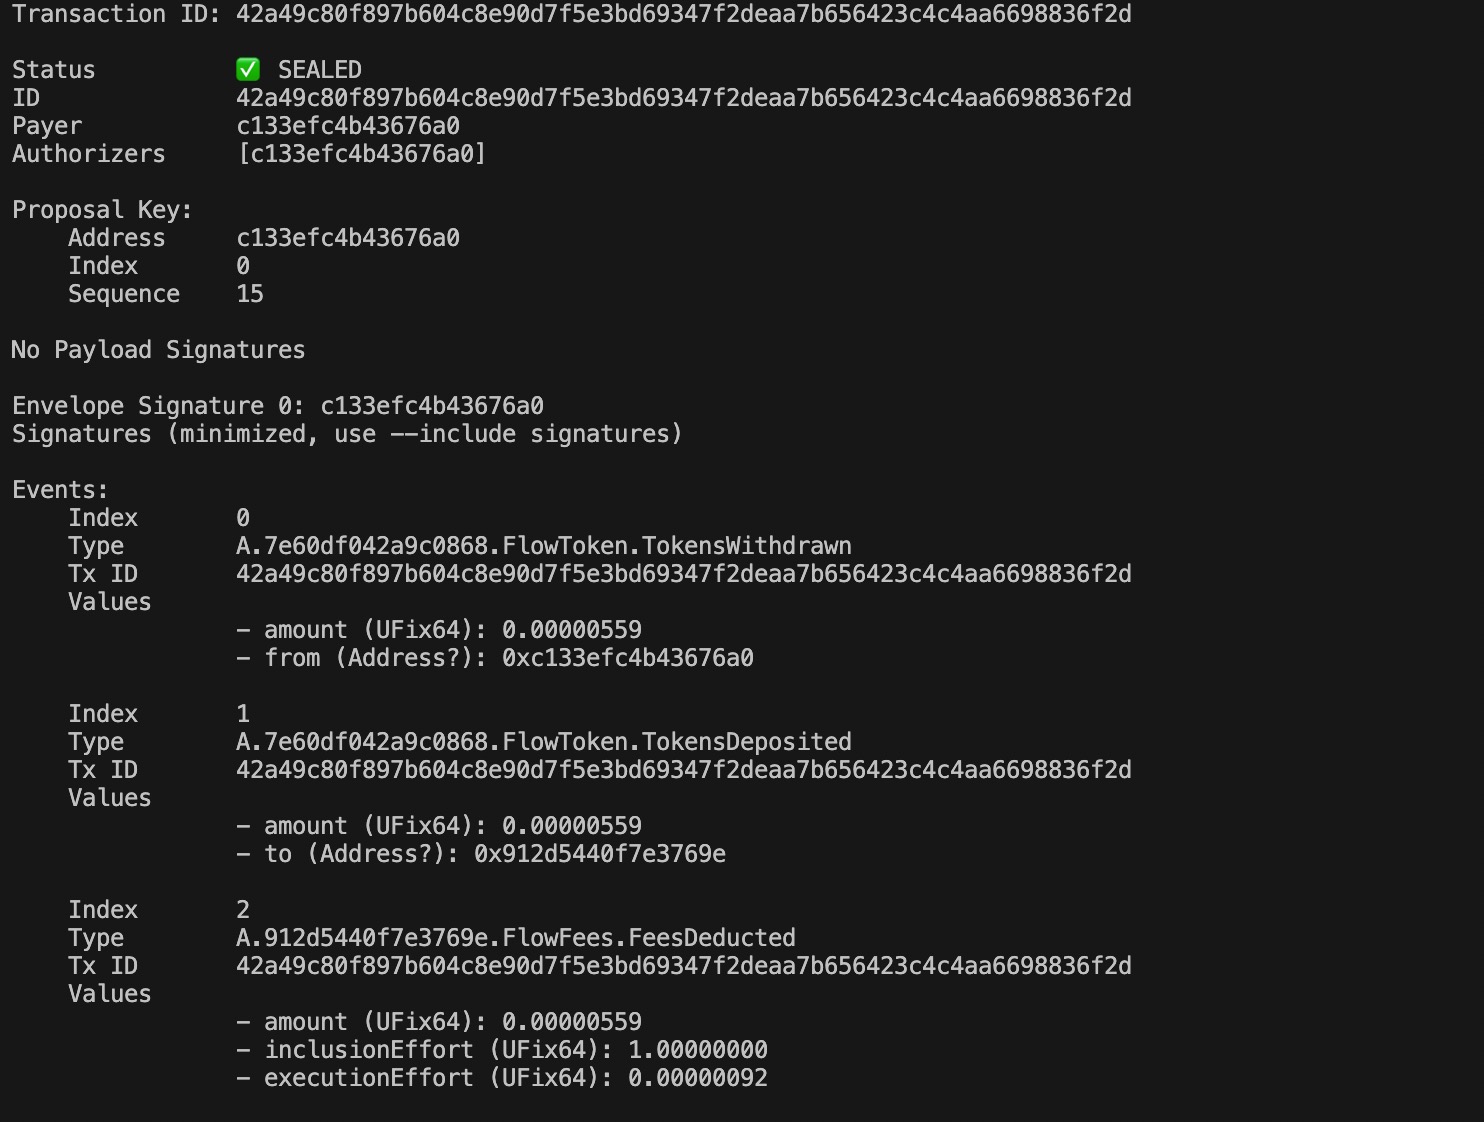 Transaction ID: 42a49c80f897b604c8e90d7f5e3bd69347f2deaa7b656423c4c4aa6698836f2d
Status ✅ SEALED
ID 42a49c80f897b604c8e90d7f5e3bd69347f2deaa7b656423c4c4aa6698836f2d
Payer c133efc4b43676a0
Authorizers [c133efc4b43676a0]
Proposal Key:
Address c133efc4b43676a0
Index 0
Sequence 15
No Payload Signatures
Envelope Signature 0: c133efc4b43676a0
Signatures (minimized, use --include signatures)
Events:
Index 0
Type A.7e60df042a9c0868.FlowToken.TokensWithdrawn
Tx ID 42a49c80f897b604c8e90d7f5e3bd69347f2deaa7b656423c4c4aa6698836f2d
Values
- amount (UFix64): 0.00000559
- from (Address?): 0xc133efc4b43676a0
Index 1
Type A.7e60df042a9c0868.FlowToken.TokensDeposited
Tx ID 42a49c80f897b604c8e90d7f5e3bd69347f2deaa7b656423c4c4aa6698836f2d
Values
- amount (UFix64): 0.00000559
- to (Address?): 0x912d5440f7e3769e
Index 2
Type A.912d5440f7e3769e.FlowFees.FeesDeducted
Tx ID 42a49c80f897b604c8e90d7f5e3bd69347f2deaa7b656423c4c4aa6698836f2d
Values
- amount (UFix64): 0.00000559
- inclusionEffort (UFix64): 1.00000000
- executionEffort (UFix64): 0.00000092